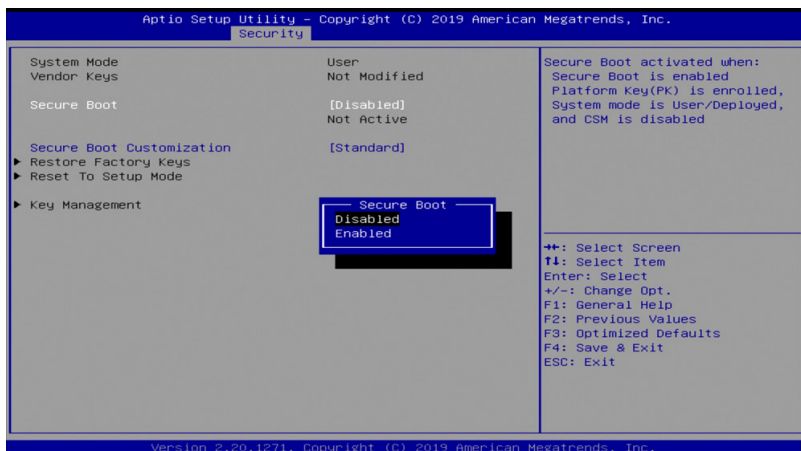 Aptio Setup Utility – Copyright (C) 2019 American Megatrends, Inc.
Security
System Mode User
Vendor Keys Not Modified
Secure Boot [Disabled]
Not Active
Secure Boot Customization [Standard]
Restore Factory Keys
Reset To Setup Mode
Key Management
Secure Boot
Disabled
Enabled
Secure Boot activated when:
Secure Boot is enabled
Platform Key(PK) is enrolled,
System mode is User/Deployed,
and CSM is disabled
→←: Select Screen
↑↓: Select Item
Enter: Select
+/-: Change Opt.
F1: General Help
F2: Previous Values
F3: Optimized Defaults
F4: Save & Exit
ESC: Exit
Version 2.20.1271. Copyright (C) 2019 American Megatrends, Inc.